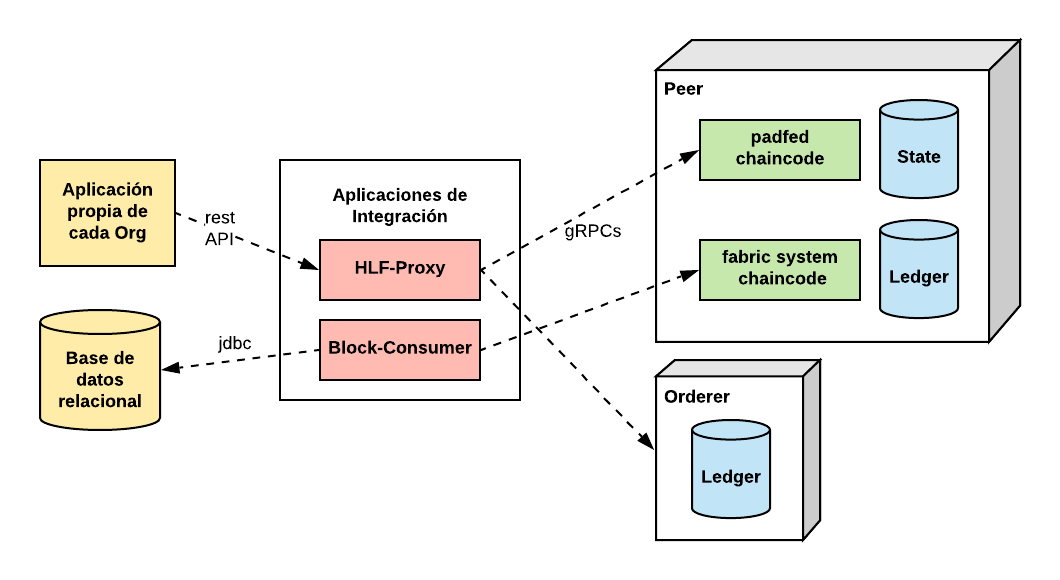 Aplicación
propia de
cada Org
rest
API
Base de
datos
relacional
jdbc
Aplicaciones de
Integración
HLF-Proxy
Block-Consumer
gRPCs
Peer
padfed
chaincode
State
fabric system
chaincode
Ledger
Orderer
Ledger